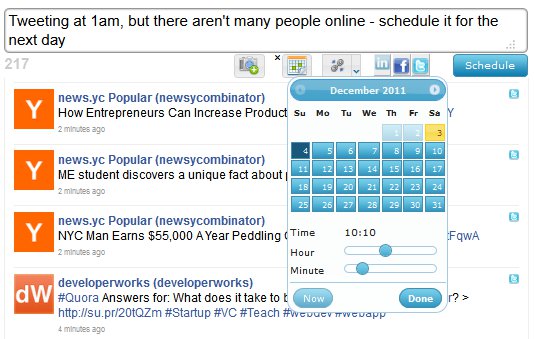 Tweeting at 1am, but there aren't many people online - schedule it for the
next day
217
Schedule
December 2011
Su Mo Tu We Th Fr Sa
1 2 3
4 5 6 7 8 9 10
11 12 13 14 15 16 17
18 19 20 21 22 23 24
25 26 27 28 29 30 31
Time 10:10
Hour
Minute
Now Done
Y
news.yc Popular (newsycombinator)
How Entrepreneurs Can Increase Product Y
2 minutes ago
Y
news.yc Popular (newsycombinator)
ME student discovers a unique fact about
2 minutes ago
Y
news.yc Popular (newsycombinator)
NYC Man Earns $55,000 A Year Peddling FqwA
2 minutes ago
dW
developerworks (developerworks)
#Quora Answers for: What does it take to b r? >
http://su.pr/20tQZm #Startup #VC #Teach #webdev #webapp
4 minutes ago